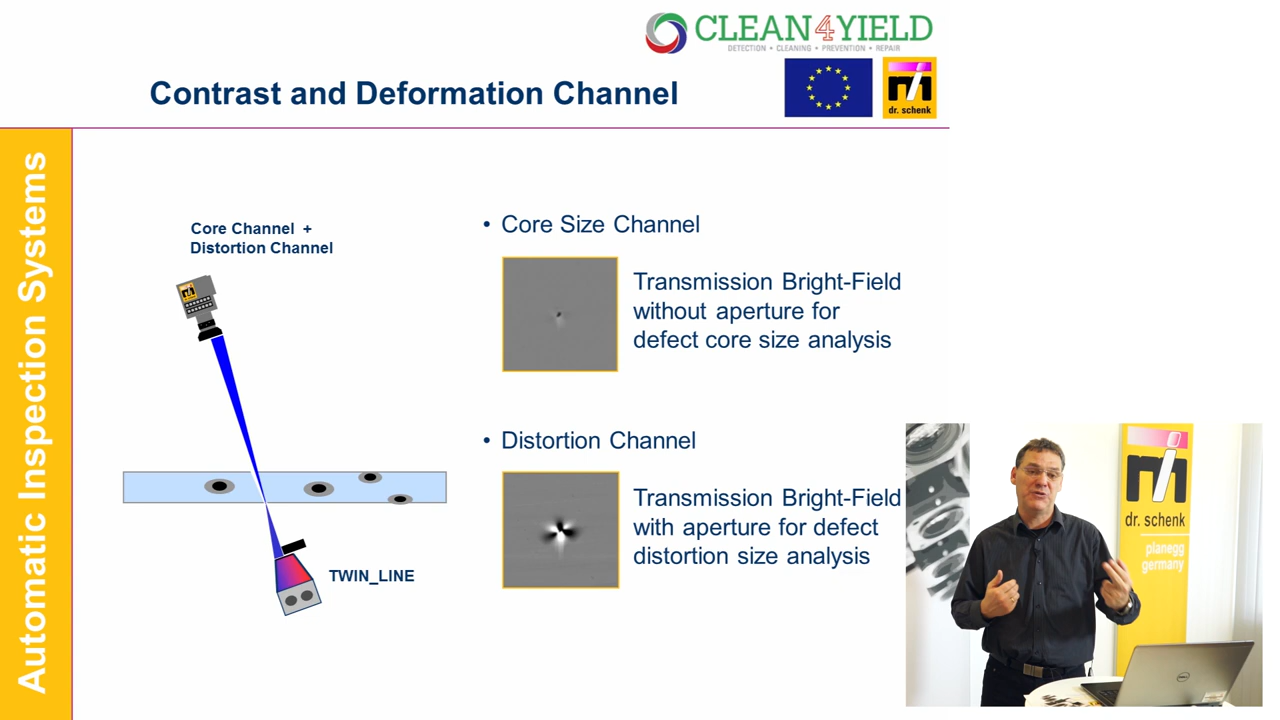 CLEAN4YIELD
DETECTION • CLEANING • PREVENTION • REPAIR
Contrast and Deformation Channel
dr. schenk
Automatic Inspection Systems
Core Channel +
Distortion Channel
TWIN_LINE
• Core Size Channel
Transmission Bright-Field
without aperture for
defect core size analysis
• Distortion Channel
Transmission Bright-Field
with aperture for defect
distortion size analysis
dr. schenk
planegg
germany
DELL